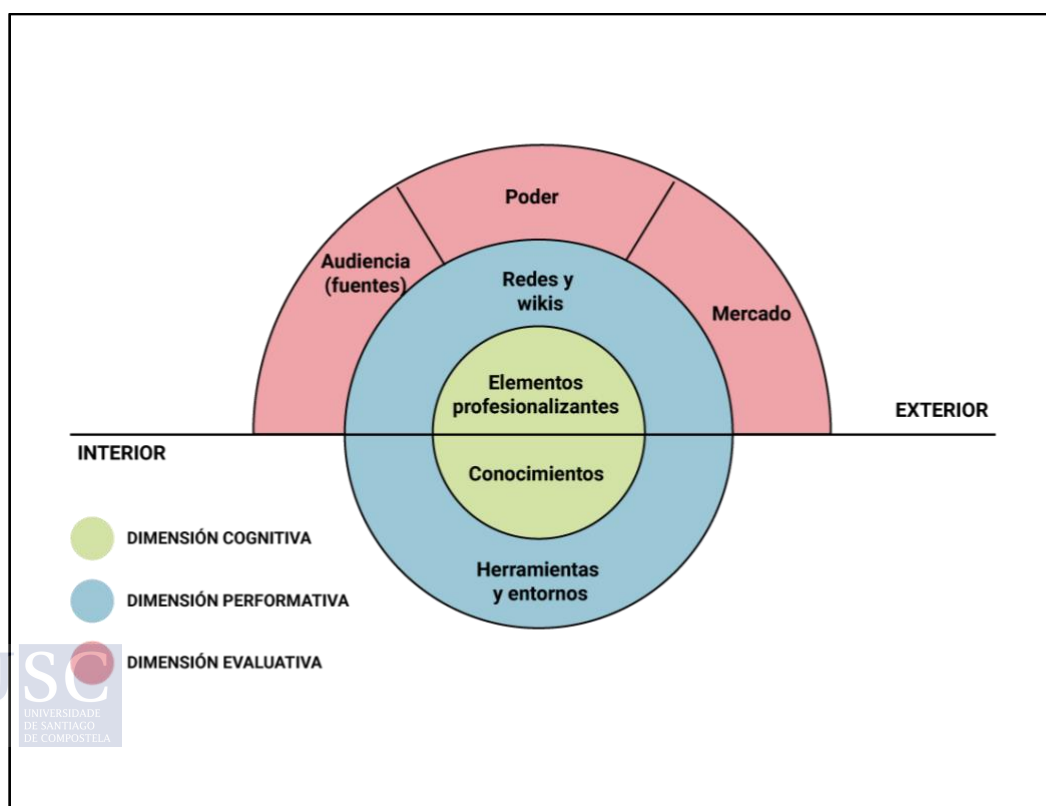 Poder
Audiencia
(fuentes)
Redes y
wikis
Mercado
Elementos
profesionalizantes
EXTERIOR
INTERIOR
Conocimientos
DIMENSIÓN COGNITIVA
Herramientas
y entornos
DIMENSIÓN PERFORMATIVA
DIMENSIÓN EVALUATIVA
USC
UNIVERSIDADE
DE SANTIAGO
DE COMPOSTELA